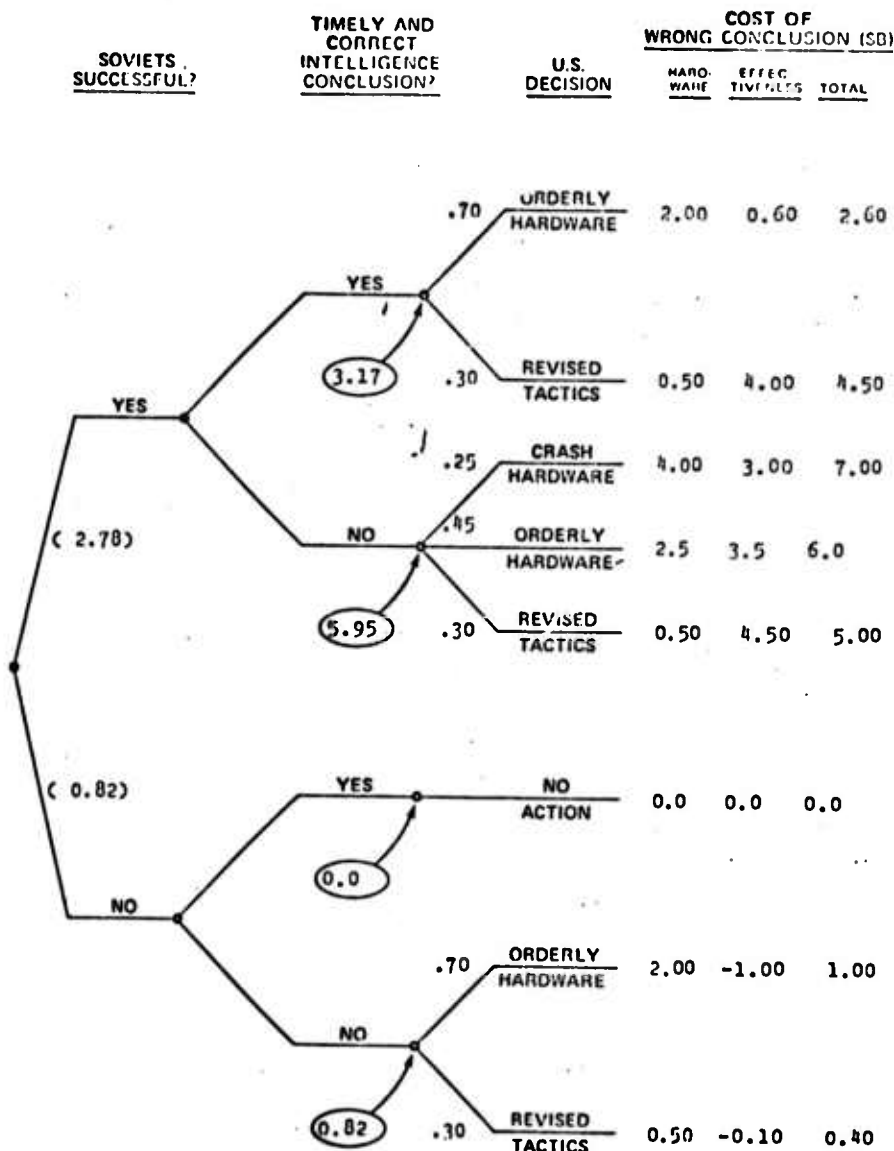 SOVIETS
SUCCESSFUL?
TIMELY AND
CORRECT
INTELLIGENCE
CONCLUSION?
U.S.
DECISION
COST OF
WRONG CONCLUSION ($B)
HARD-
WARE
EFFEC
TIVENESS
TOTAL
.70 ORDERLY
HARDWARE 2.00 0.60 2.60
YES
3.17
.30 REVISED
TACTICS 0.50 4.00 4.50
YES
.25 CRASH
HARDWARE 4.00 3.00 7.00
( 2.78)
NO
.45 ORDERLY
HARDWARE 2.5 3.5 6.0
5.95
.30 REVISED
TACTICS 0.50 4.50 5.00
( 0.82)
YES
NO
ACTION 0.0 0.0 0.0
0.0
NO
.70 ORDERLY
HARDWARE 2.00 -1.00 1.00
NO
0.82
.30 REVISED
TACTICS 0.50 -0.10 0.40